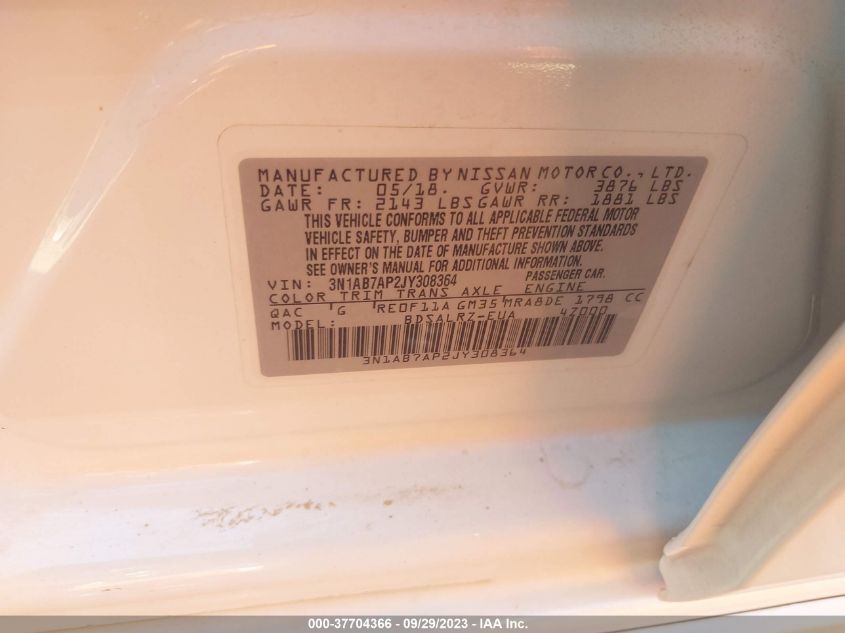 MANUFACTURED BY NISSAN MOTOR CO., LTD.
DATE: 05/18. GVWR: 3876 LBS
GAWR FR: 2143 LBS GAWR RR: 1881 LBS
THIS VEHICLE CONFORMS TO ALL APPLICABLE FEDERAL MOTOR
VEHICLE SAFETY, BUMPER AND THEFT PREVENTION STANDARDS
IN EFFECT ON THE DATE OF MANUFACTURE SHOWN ABOVE.
SEE OWNER'S MANUAL FOR ADDITIONAL INFORMATION.
VIN: 3N1AB7AP2JY308364 PASSENGER CAR.
COLOR TRIM TRANS AXLE ENGINE
QAC G RE0F11A GM35 MRA8DE 1798 CC
MODEL: BDSALRZ-EUA 47000
3N1AB7AP2JY308364
000-37704366 - 09/29/2023 - IAA Inc.